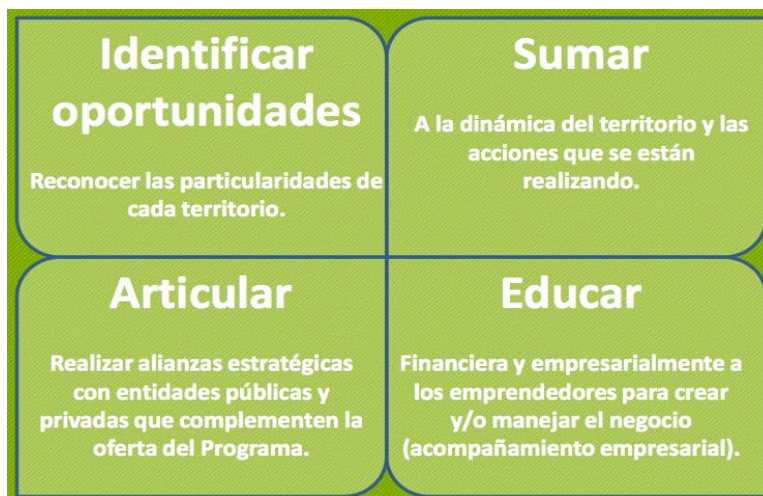 Identificar
oportunidades
Reconocer las particularidades de
cada territorio.
Sumar
A la dinámica del territorio y las
acciones que se están
realizando.
Articular
Realizar alianzas estratégicas
con entidades públicas y
privadas que complementen la
oferta del Programa.
Educar
Financiera y empresarialmente a
los emprendedores para crear
y/o manejar el negocio
(acompañamiento empresarial).